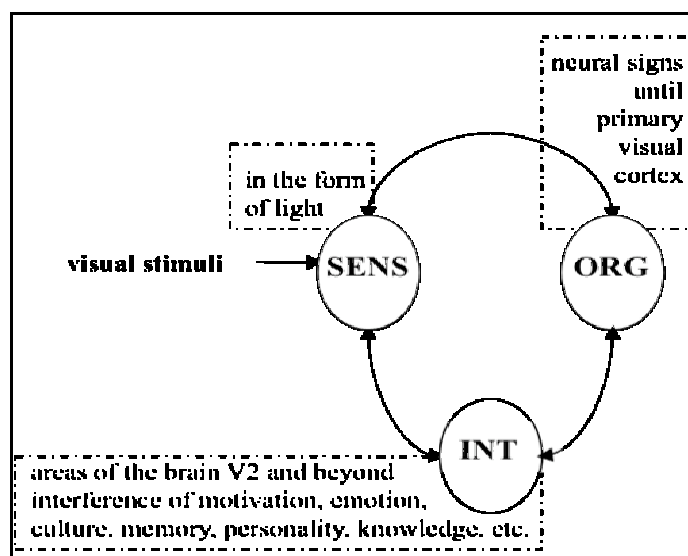 neural signs
until
primary
visual
cortex
in the form
of light
visual stimuli
SENS
ORG
INT
areas of the brain V2 and beyond
interference of motivation, emotion,
culture, memory, personality, knowledge, etc.